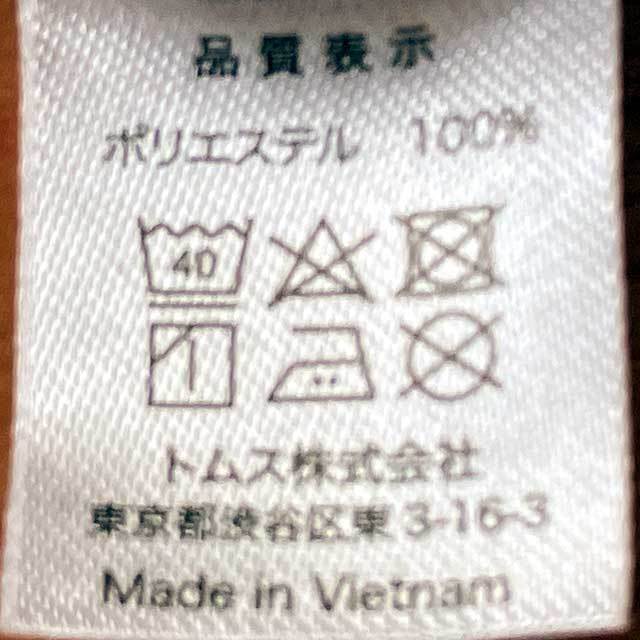 品質表示
ポリエステル 100%
40
トムス株式会社
東京都渋谷区東3-16-3
Made in Vietnam